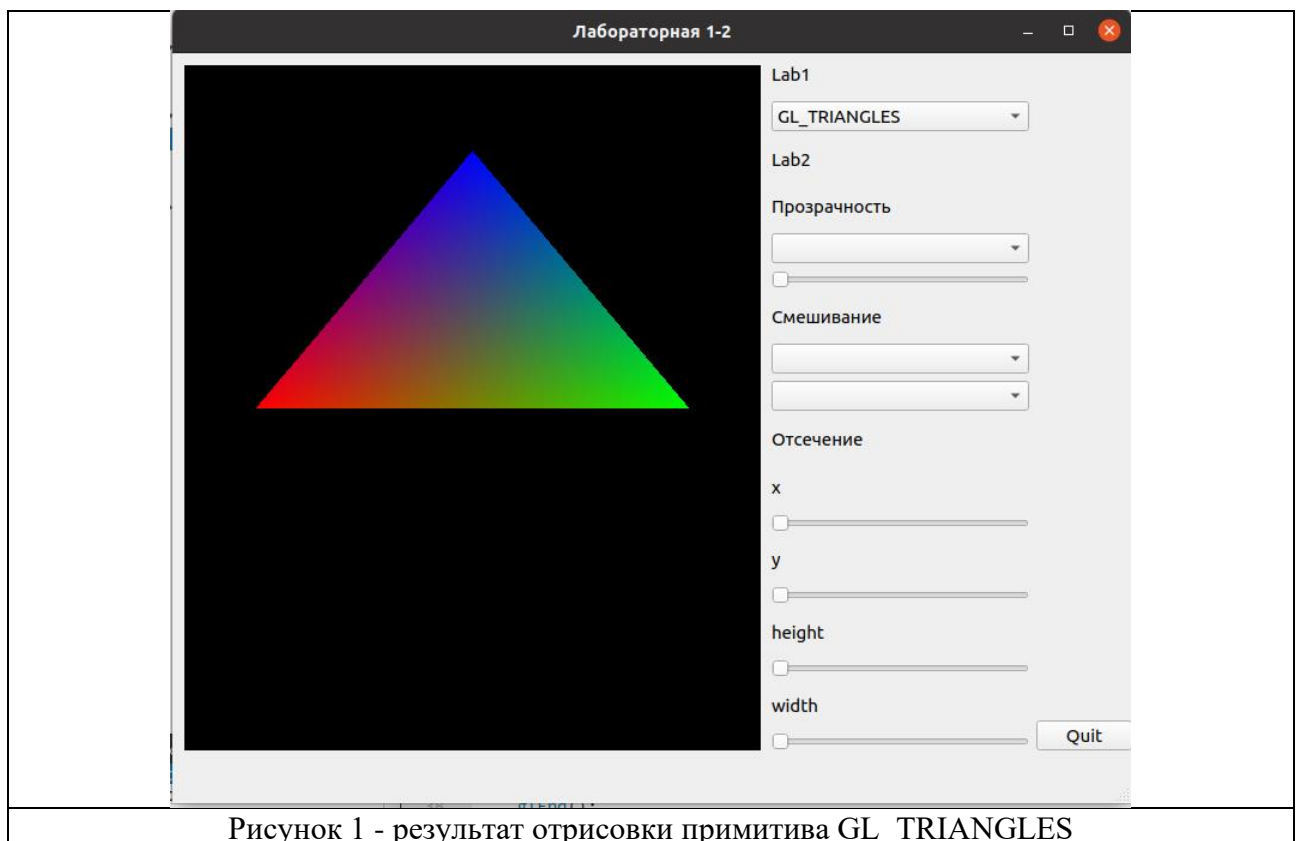 Лабораторная 1-2
Lab1
GL_TRIANGLES
Lab2
Прозрачность
Смешивание
Отсечение
x
y
height
width
Quit
Рисунок 1 - результат отрисовки примитива GL_TRIANGLES